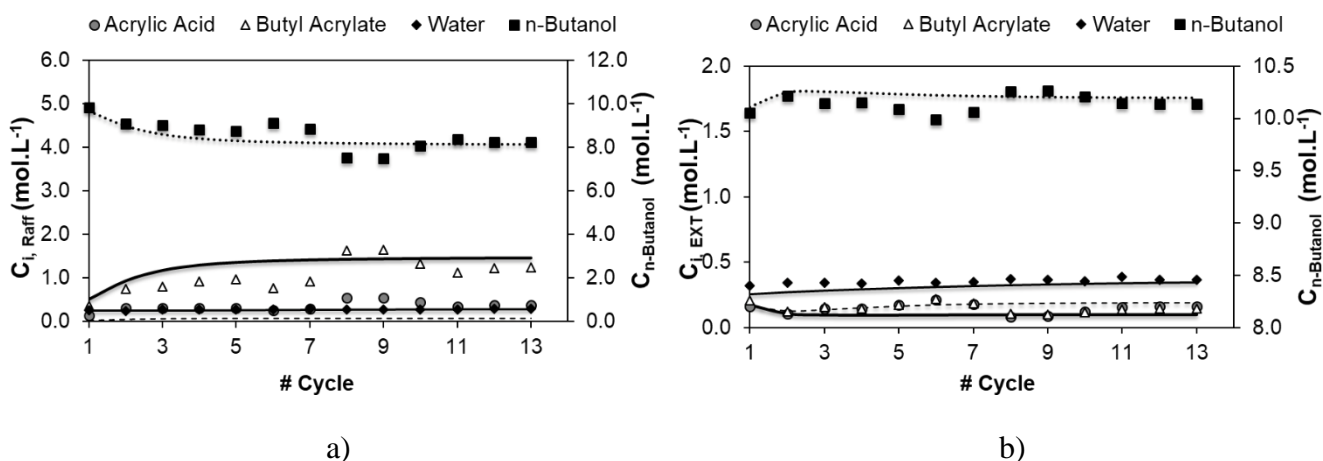 Acrylic Acid Butyl Acrylate Water n-Butanol
6.0
5.0
4.0
3.0
2.0
1.0
0.0
C i, Raff (mol.L-1)
12.0
10.0
8.0
6.0
4.0
2.0
0.0
C n-Butanol (mol.L-1)
1 3 5 7 9 11 13
# Cycle
a)
Acrylic Acid Butyl Acrylate Water n-Butanol
2.0
1.5
1.0
0.5
0.0
C i, EXT (mol.L-1)
10.5
10.0
9.5
9.0
8.5
8.0
C n-Butanol (mol.L-1)
1 3 5 7 9 11 13
# Cycle
b)